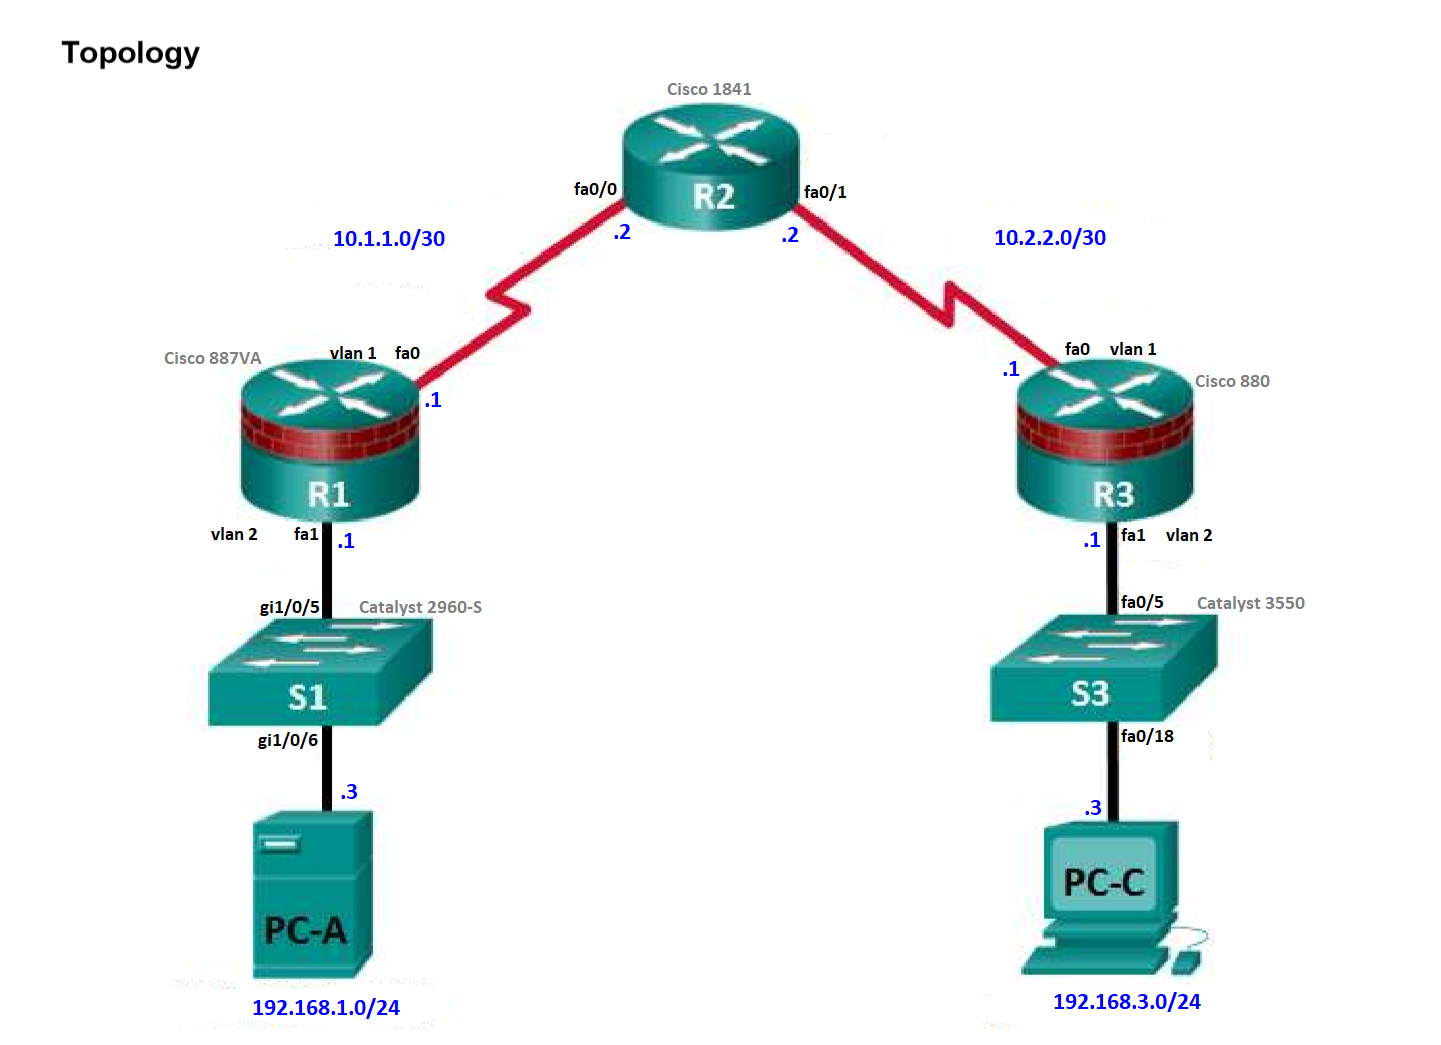 Topology
Cisco 1841
fa0/0
R2
fa0/1
.2
.2
10.1.1.0/30
10.2.2.0/30
Cisco 887VA
vlan 1
fa0
.1
R1
vlan 2
fa1
.1
fa0
vlan 1
.1
Cisco 880
R3
.1
fa1
vlan 2
gi1/0/5
Catalyst 2960-S
S1
gi1/0/6
fa0/5
Catalyst 3550
S3
fa0/18
.3
PC-A
192.168.1.0/24
.3
PC-C
192.168.3.0/24